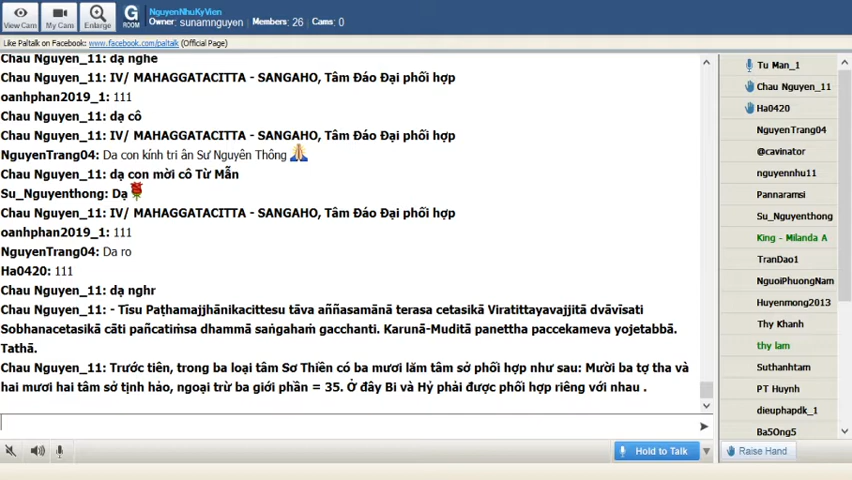 View Cam
My Cams
Enlarge
G
ROOM
NguyenNhuKyVien
Owner: sunamnguyen Members: 26 Cams: 0
Like Paltalk on Facebook: www.facebook.com/paltalk (Official Page)
Chau Nguyen_11: dạ nghe
Chau Nguyen_11: IV/ MAHAGGATACITTA - SANGAHO, Tâm Đáo Đại phối hợp
oanhphan2019_1: 111
Chau Nguyen_11: dạ cô
Chau Nguyen_11: IV/ MAHAGGATACITTA - SANGAHO, Tâm Đáo Đại phối hợp
NguyenTrang04: Da con kính tri ân Sư Nguyên Thông
Chau Nguyen_11: dạ con mời cô Từ Mẫn
Su_Nguyenthong: Dạ
Chau Nguyen_11: IV/ MAHAGGATACITTA - SANGAHO, Tâm Đáo Đại phối hợp
oanhphan2019_1: 111
NguyenTrang04: Da ro
Ha0420: 111
Chau Nguyen_11: dạ nghr
Chau Nguyen_11: - Tīsu Paṭhamajjhānikacittesu tāva aññasamānā terasa cetasikā Viratittayavajjitā dvāvīsati
Sobhanacetasikā cāti pañcatiṁsa dhammā saṅgahaṁ gacchanti. Karunā-Muditā panettha paccekameva yojetabbā.
Tathā.
Chau Nguyen_11: Trước tiên, trong ba loại tâm Sơ Thiền có ba mươi lăm tâm sở phối hợp như sau: Mười ba tợ tha và
hai mươi hai tâm sở tịnh hảo, ngoại trừ ba giới phần = 35. Ở đây Bi và Hỷ phải được phối hợp riêng với nhau .
Hold to Talk
Tu Man_1
Chau Nguyen_11
Ha0420
NguyenTrang04
@cavinator
nguyennhu11
Pannaramsi
Su_Nguyenthong
King - Milanda A
TranDao1
NguoiPhuongNam
Huyenmong2013
Thy Khanh
thy lam
Suthanhtam
PT Huynh
dieuphapdk_1
Ba5Ong5
Raise Hand